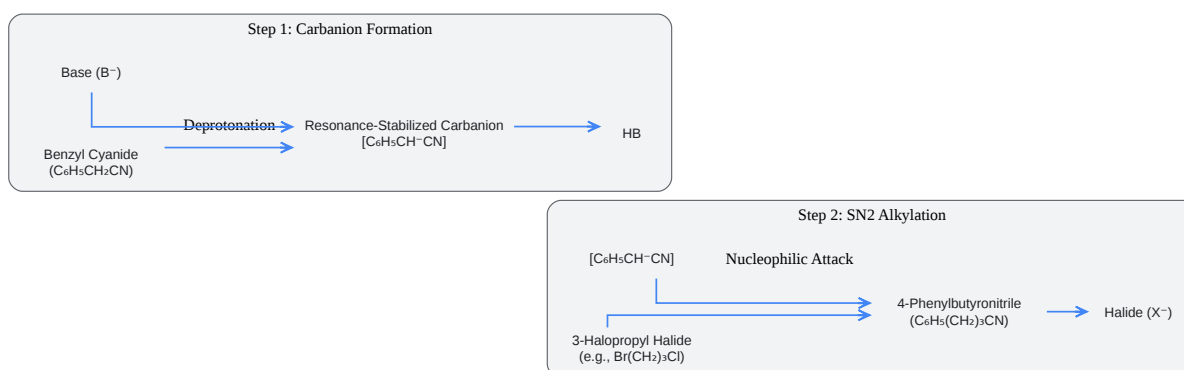 Step 1: Carbanion Formation
Base (B⁻)
Deprotonation
Resonance-Stabilized Carbanion
[C₆H₅CH⁻CN]
HB
Benzyl Cyanide
(C₆H₅CH₂CN)
Step 2: SN2 Alkylation
[C₆H₅CH⁻CN]
Nucleophilic Attack
4-Phenylbutyronitrile
(C₆H₅(CH₂)₃CN)
Halide (X⁻)
3-Halopropyl Halide
(e.g., Br(CH₂)₃Cl)